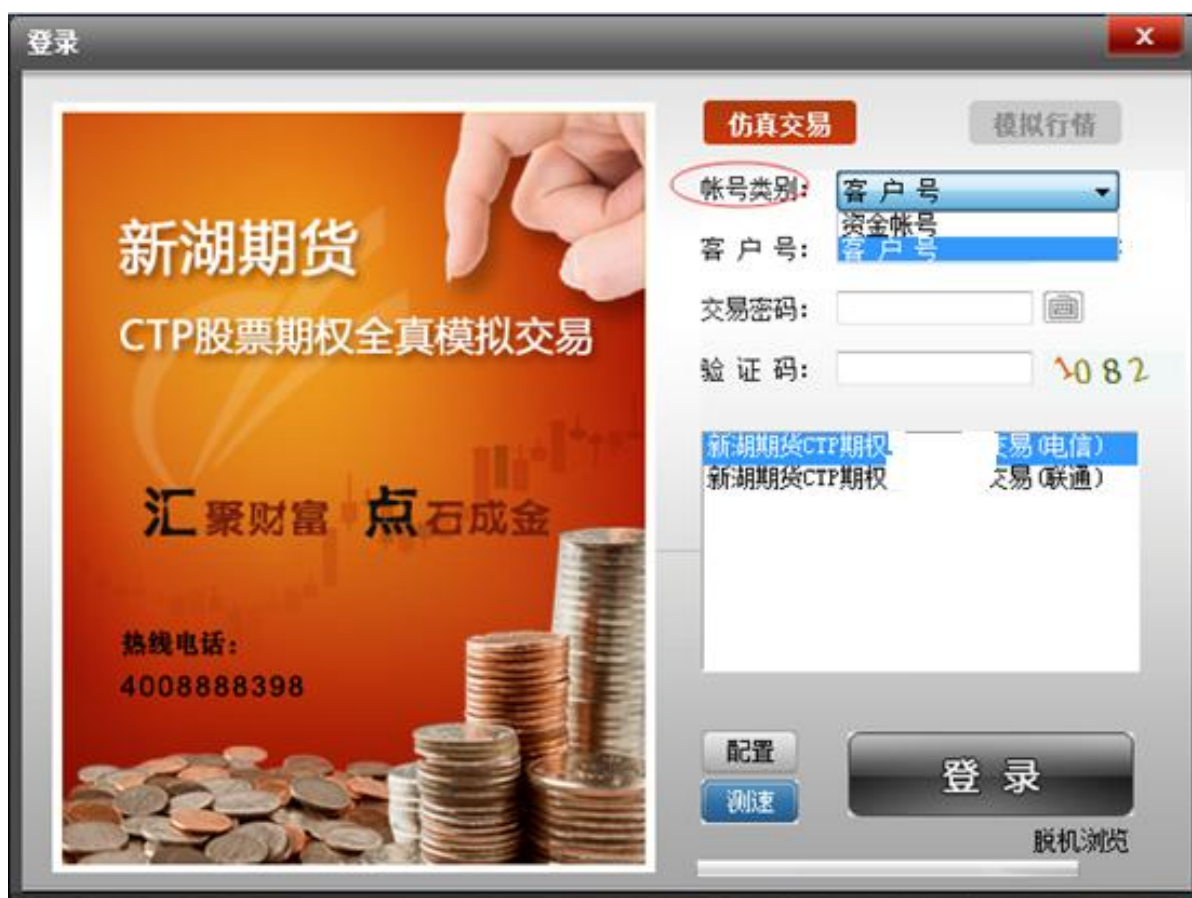 登录
x
新湖期货
CTP股票期权全真模拟交易
汇聚财富 点石成金
热线电话：
4008888398
仿真交易
模拟行情
帐号类别：
客 户 号
资金帐号
客 户 号
客 户 号：
交易密码：
验 证 码：
1082
新湖期货CTP期权 交易(电信)
新湖期货CTP期权 交易(联通)
配置
测速
登 录
脱机浏览